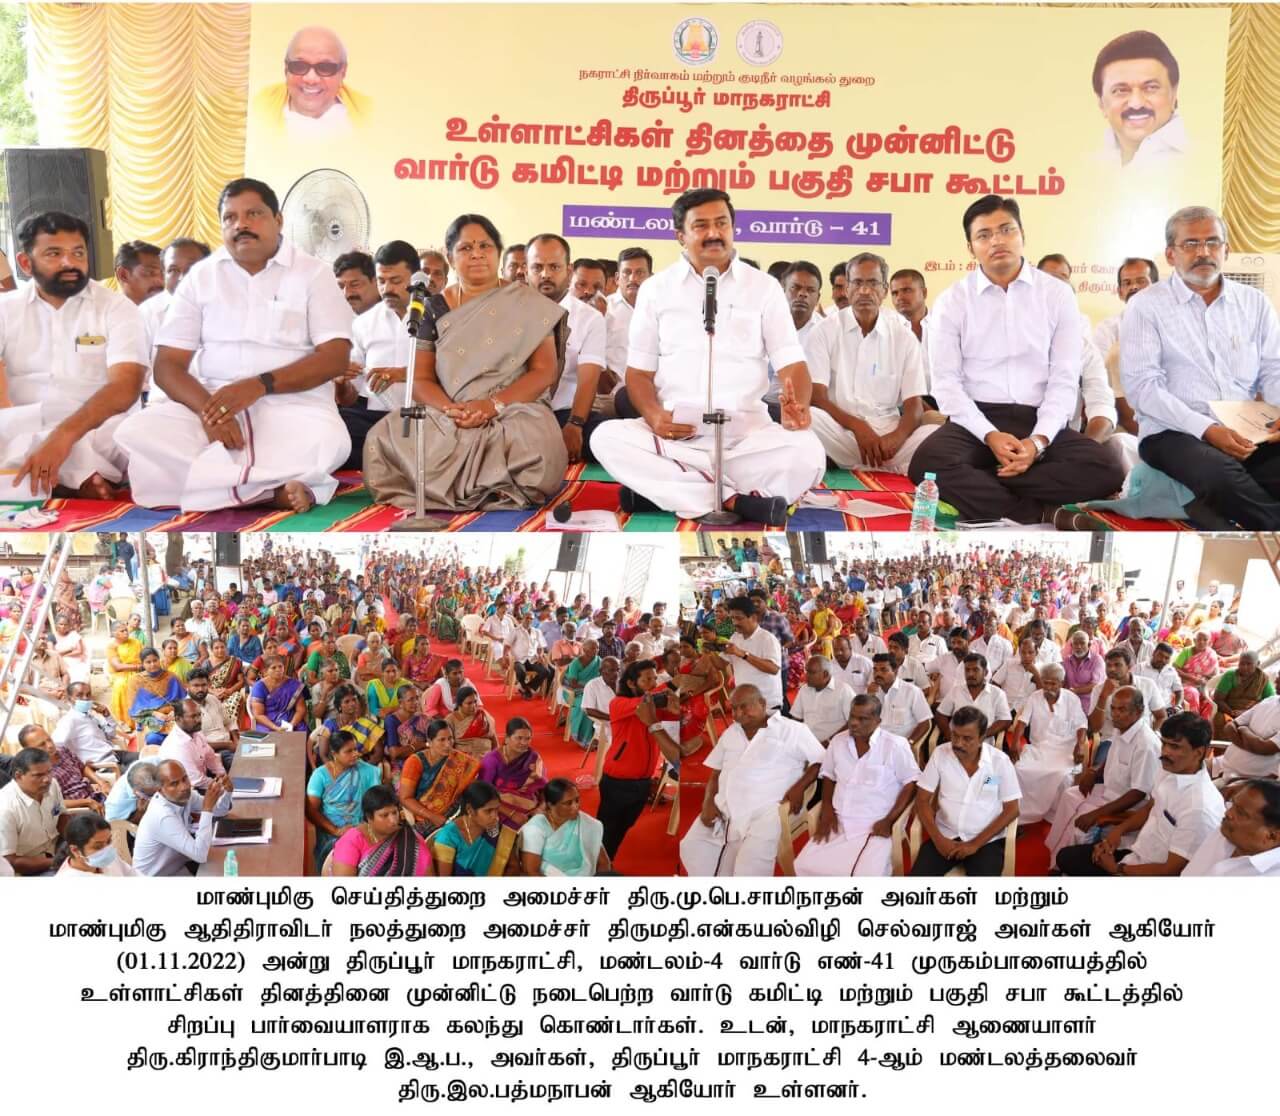 நகராட்சி நிர்வாகம் மற்றும் குடிநீர் வழங்கல் துறை
திருப்பூர் மாநகராட்சி
உள்ளாட்சிகள் தினத்தை முன்னிட்டு
வார்டு கமிட்டி மற்றும் பகுதி சபா கூட்டம்
வார்டு - 41
இடம் :
மாண்புமிகு செய்தித்துறை அமைச்சர் திரு.மு.பெ.சாமிநாதன் அவர்கள் மற்றும்
மாண்புமிகு ஆதிதிராவிடர் நலத்துறை அமைச்சர் திருமதி.என்கயல்விழி செல்வராஜ் அவர்கள் ஆகியோர்
(01.11.2022) அன்று திருப்பூர் மாநகராட்சி, மண்டலம்-4 வார்டு எண்-41 முருகம்பாளையத்தில்
உள்ளாட்சிகள் தினத்தினை முன்னிட்டு நடைபெற்ற வார்டு கமிட்டி மற்றும் பகுதி சபா கூட்டத்தில்
சிறப்பு பார்வையாளராக கலந்து கொண்டார்கள். உடன், மாநகராட்சி ஆணையாளர்
திரு.கிராந்திகுமார்பாடி இ.ஆ.ப., அவர்கள், திருப்பூர் மாநகராட்சி 4-ஆம் மண்டலத்தலைவர்
திரு.இல.பத்மநாபன் ஆகியோர் உள்ளனர்.